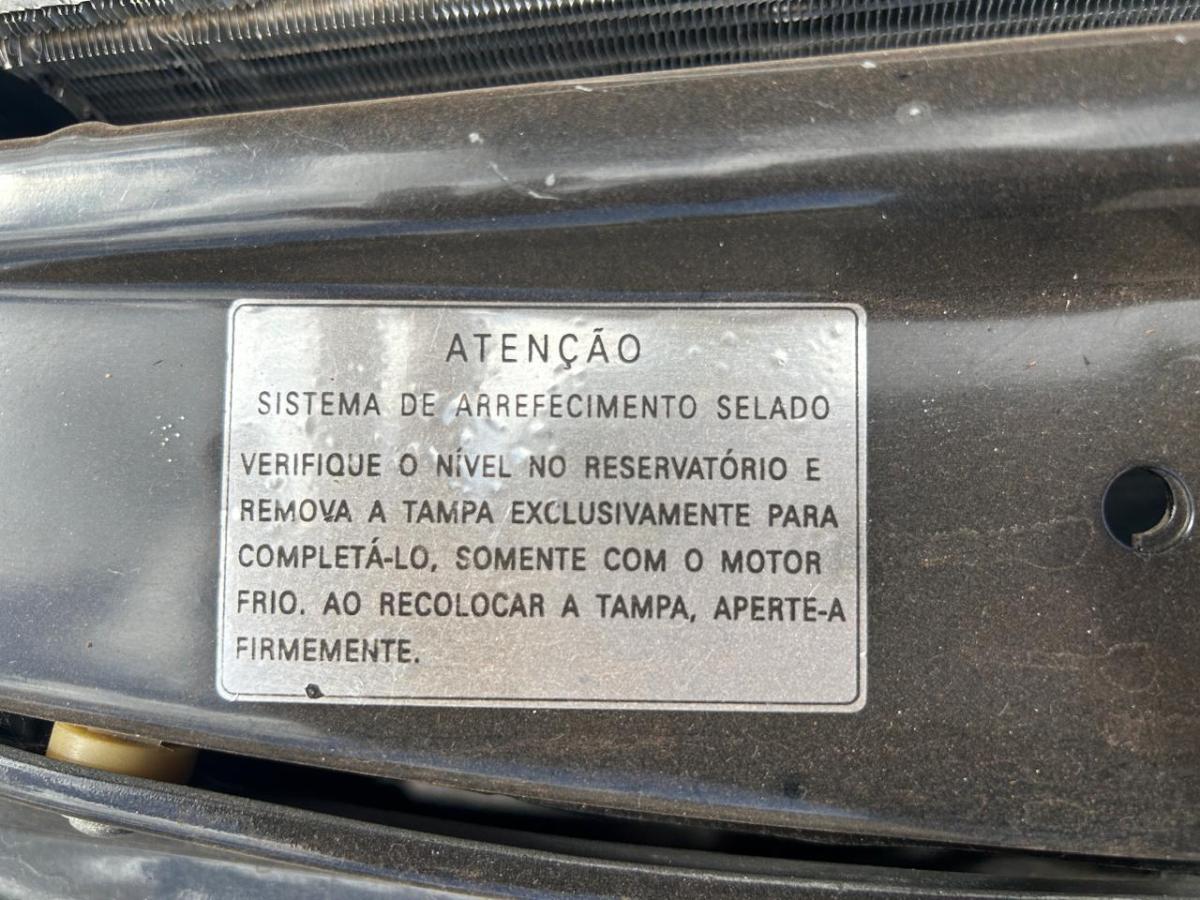 ATENÇÃO
SISTEMA DE ARREFECIMENTO SELADO
VERIFIQUE O NÍVEL NO RESERVATÓRIO E
REMOVA A TAMPA EXCLUSIVAMENTE PARA
COMPLETÁ-LO, SOMENTE COM O MOTOR
FRIO. AO RECOLOCAR A TAMPA, APERTE-A
FIRMEMENTE.